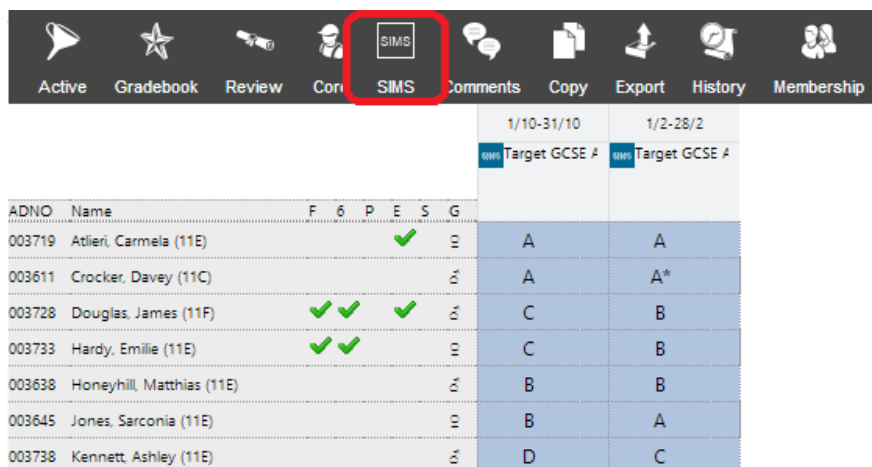 SIMS
Active Gradebook Review Core SIMS Comments Copy Export History Membership
1/10-31/10 1/2-28/2
SIMS Target GCSE SIMS Target GCSE
ADNO Name F 6 P E S G
003719 Atlieri, Carmela (11E) A A
003611 Crocker, Davey (11C) A A*
003728 Douglas, James (11F) C B
003733 Hardy, Emilie (11E) C B
003638 Honeyhill, Matthias (11E) B B
003645 Jones, Sarconia (11E) B A
003738 Kennett, Ashley (11E) D C